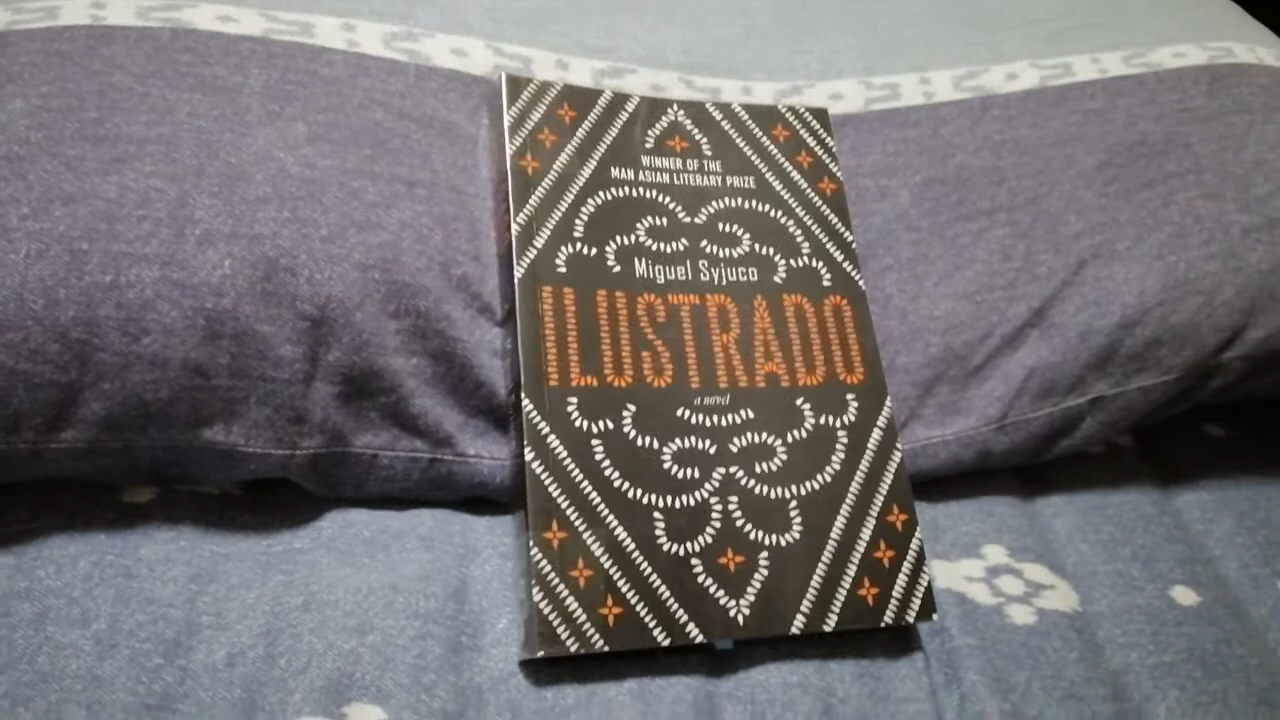 WINNER OF THE
MAN ASIAN LITERARY PRIZE
Miguel Syjuco
ILUSTRADO
a novel